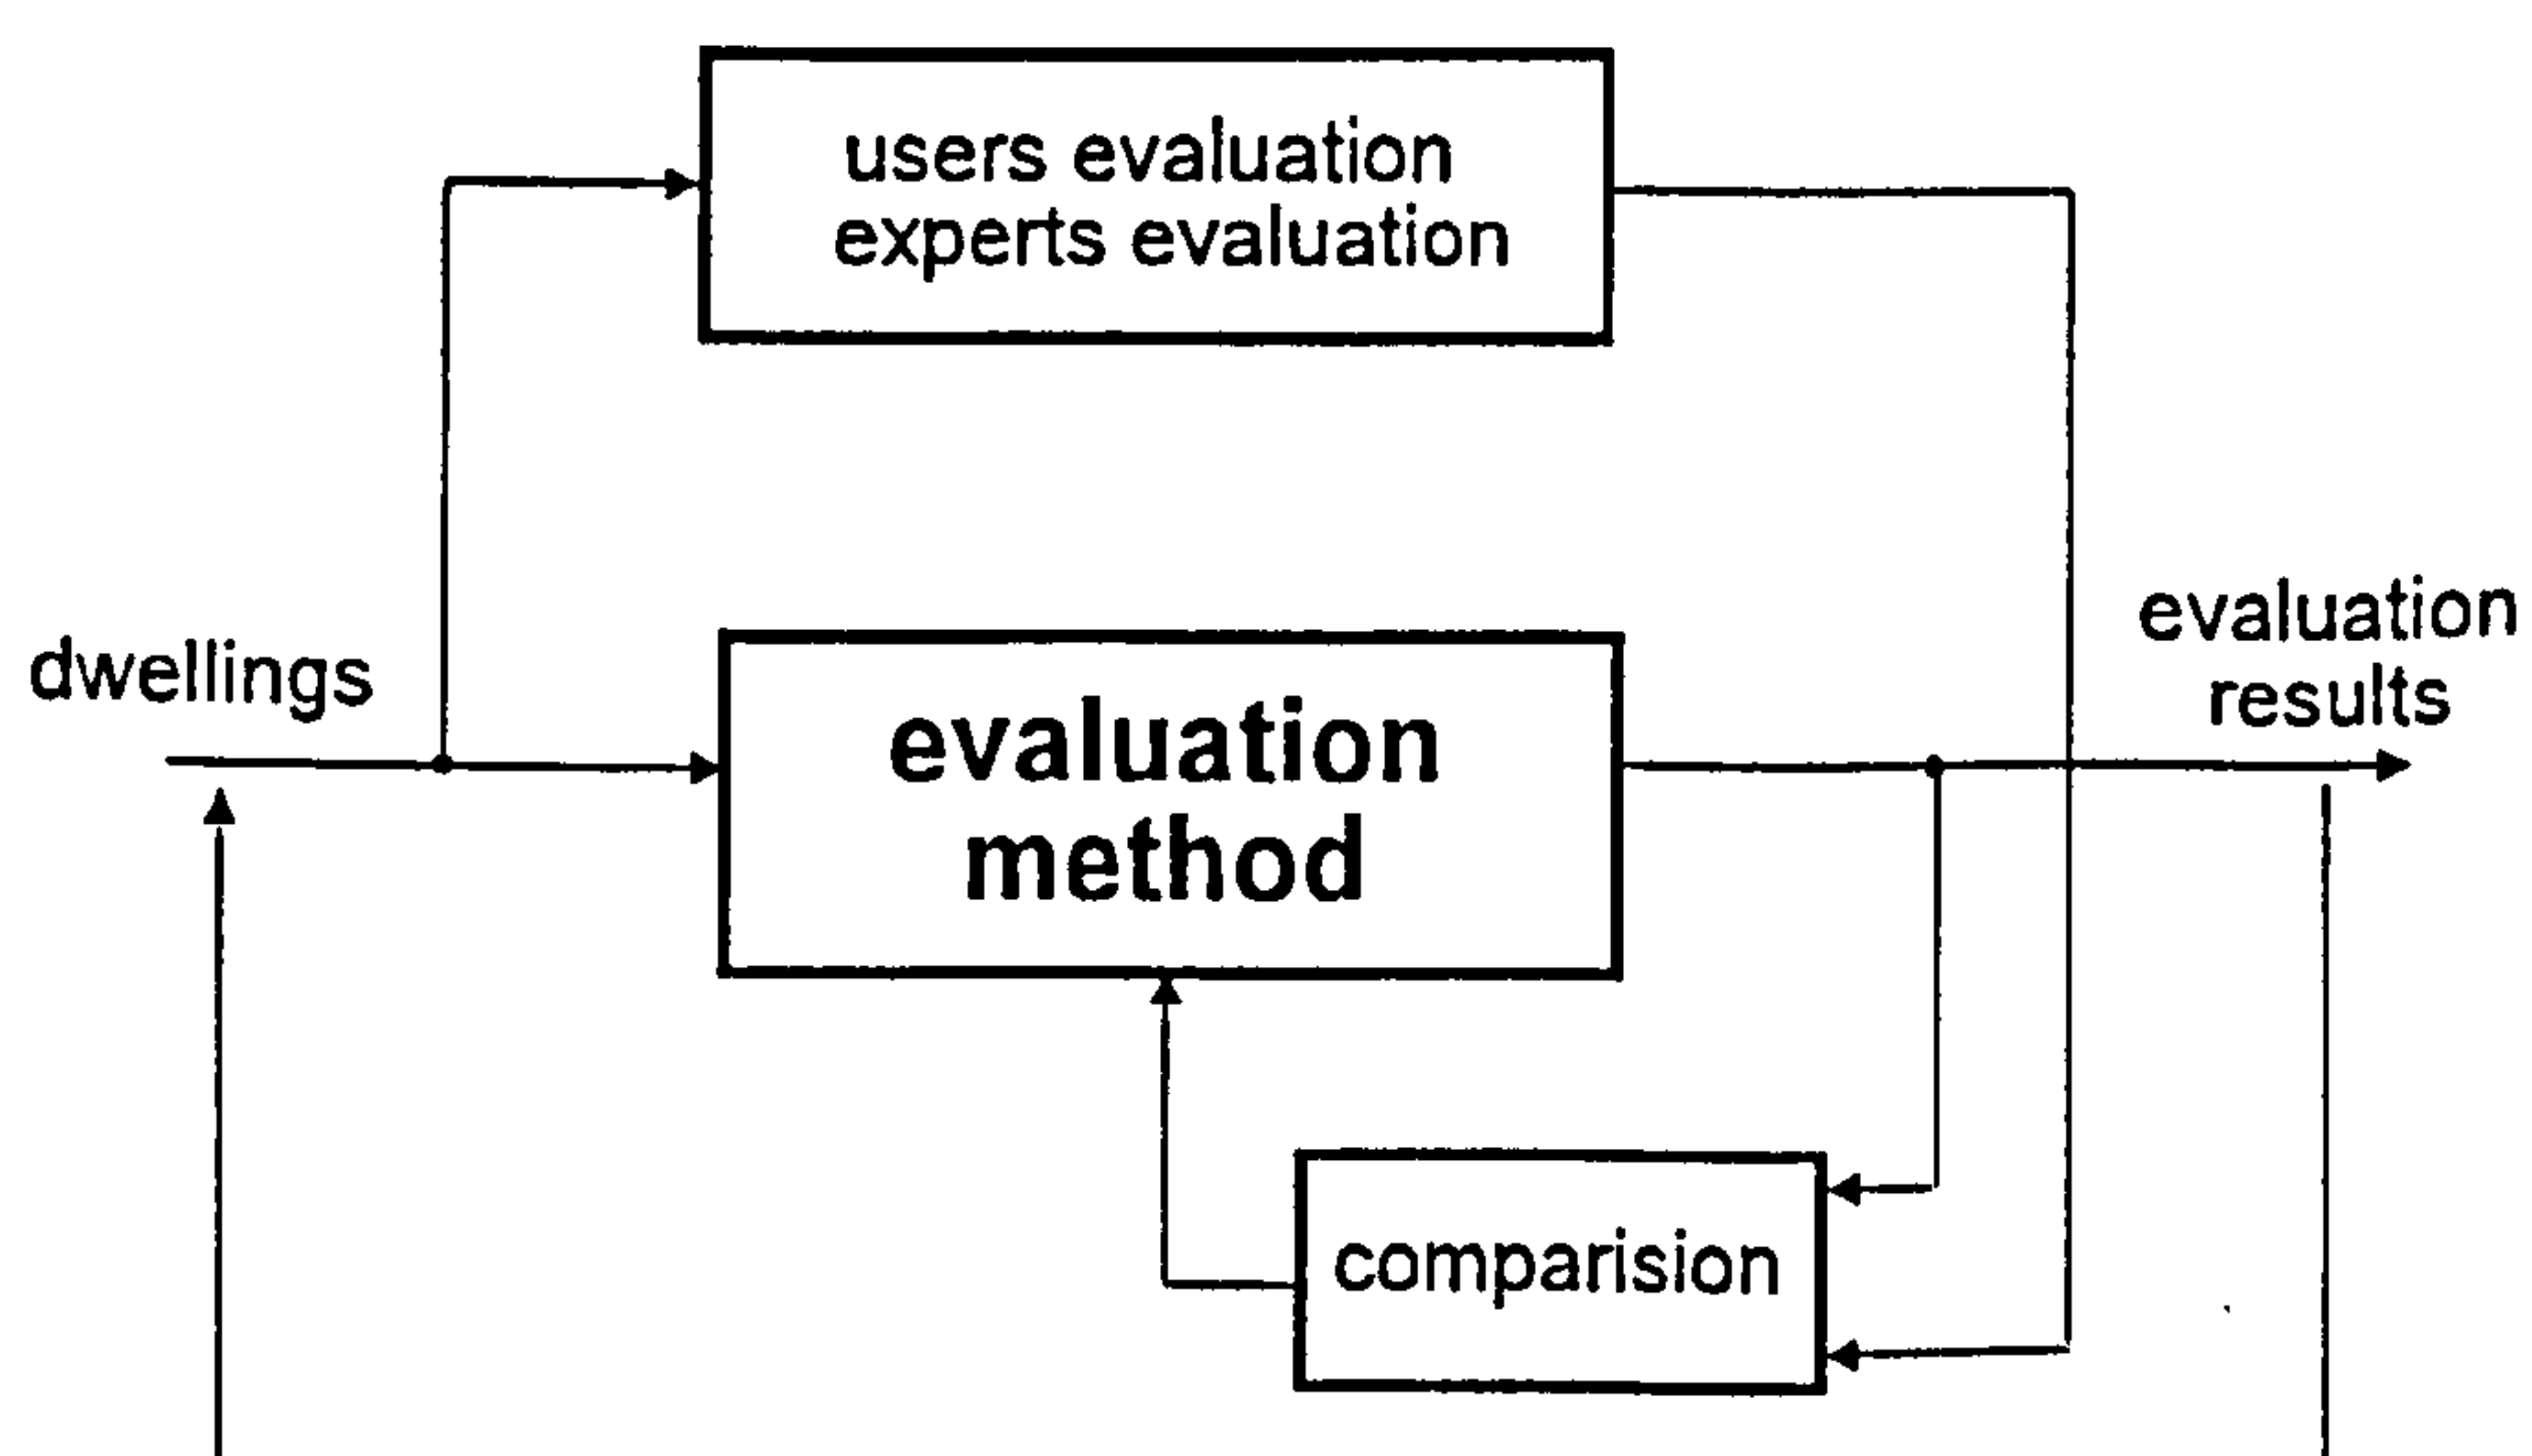 users evaluation
experts evaluation
dwellings
evaluation
method
evaluation
results
comparision